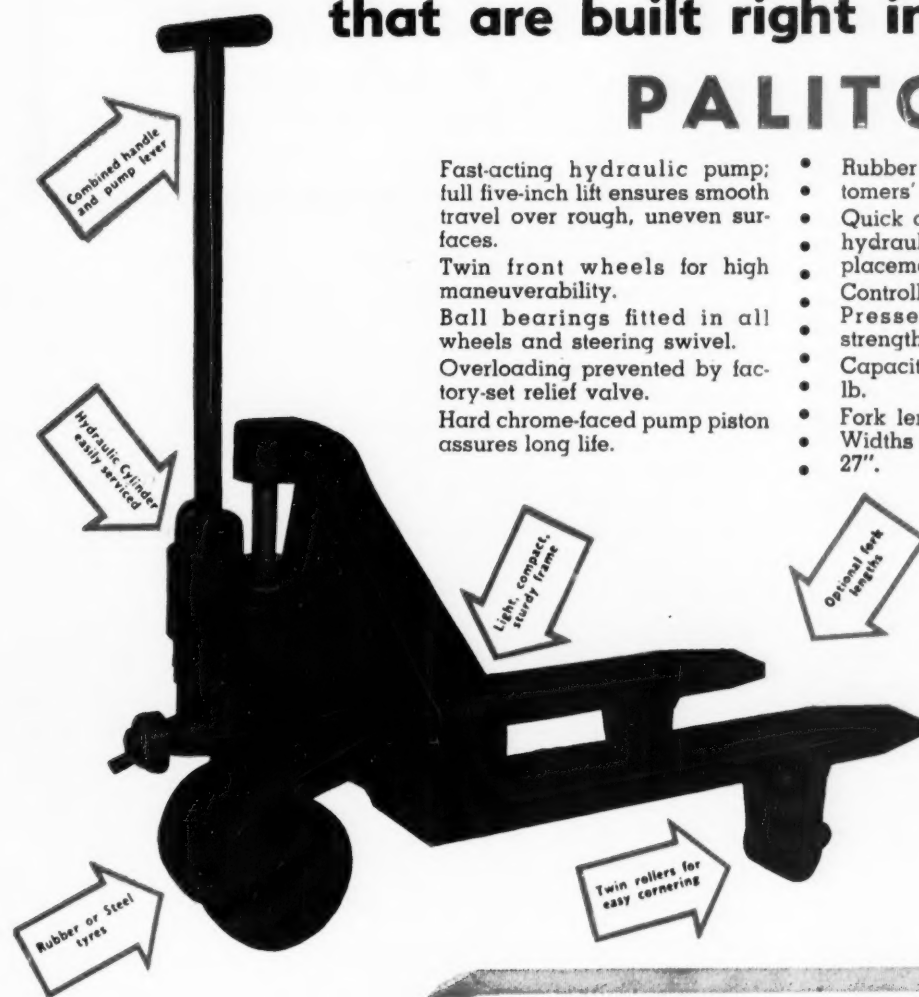 that are built right in
PALITO
Fast-acting hydraulic pump;
full five-inch lift ensures smooth
travel over rough, uneven sur-
faces.
Twin front wheels for high
maneuverability.
Ball bearings fitted in all
wheels and steering swivel.
Overloading prevented by fac-
tory-set relief valve.
Hard chrome-faced pump piston
assures long life.
Rubber
tomers'
Quick
hydraul
placeme
Controll
Presse
strength
Capacit
lb.
Fork len
Widths
27".
Combined handle
and pump lever
Hydraulic Cylinder
easily serviced
Light, compact,
sturdy frame
Optional fork
lengths
Twin rollers for
easy cornering
Rubber or Steel
tyres